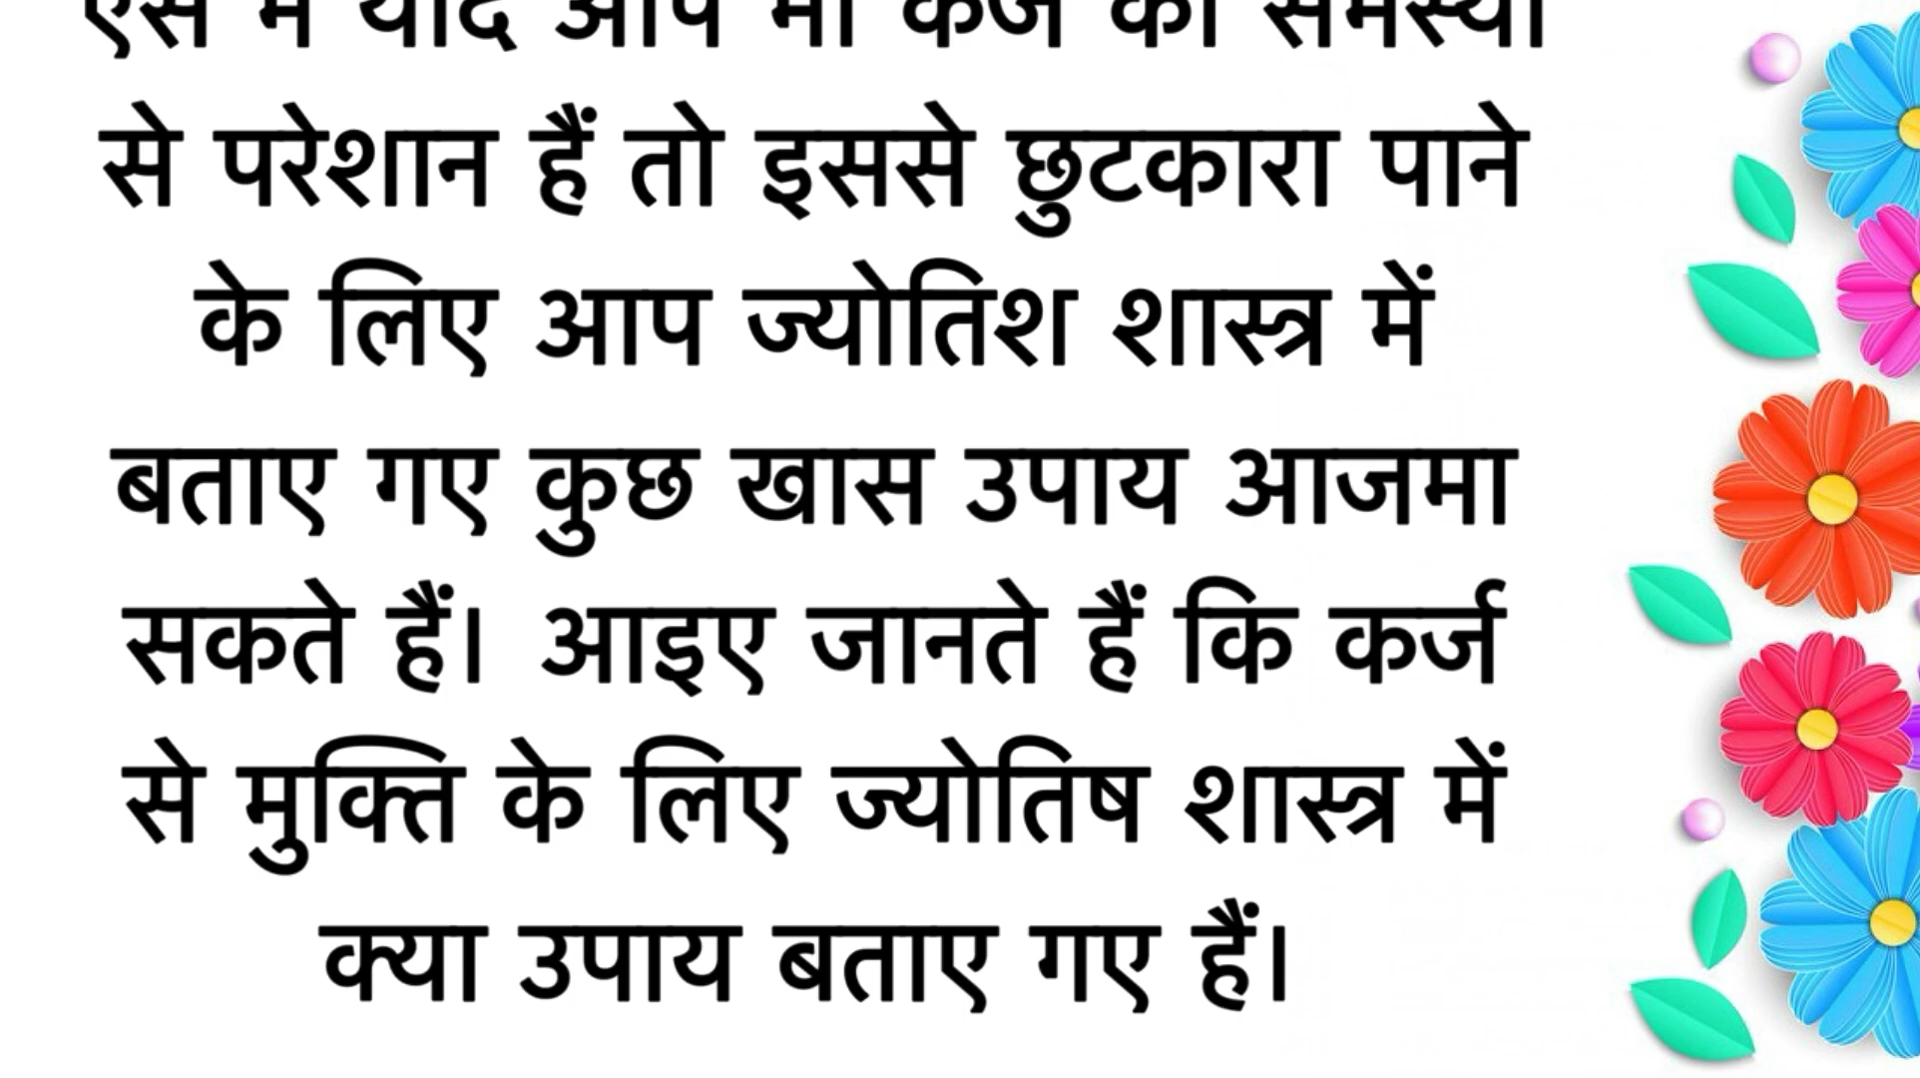 ऐसे में यदि आप भी कर्ज की समस्या
से परेशान हैं तो इससे छुटकारा पाने
के लिए आप ज्योतिश शास्त्र में
बताए गए कुछ खास उपाय आजमा
सकते हैं। आइए जानते हैं कि कर्ज
से मुक्ति के लिए ज्योतिष शास्त्र में
क्या उपाय बताए गए हैं।